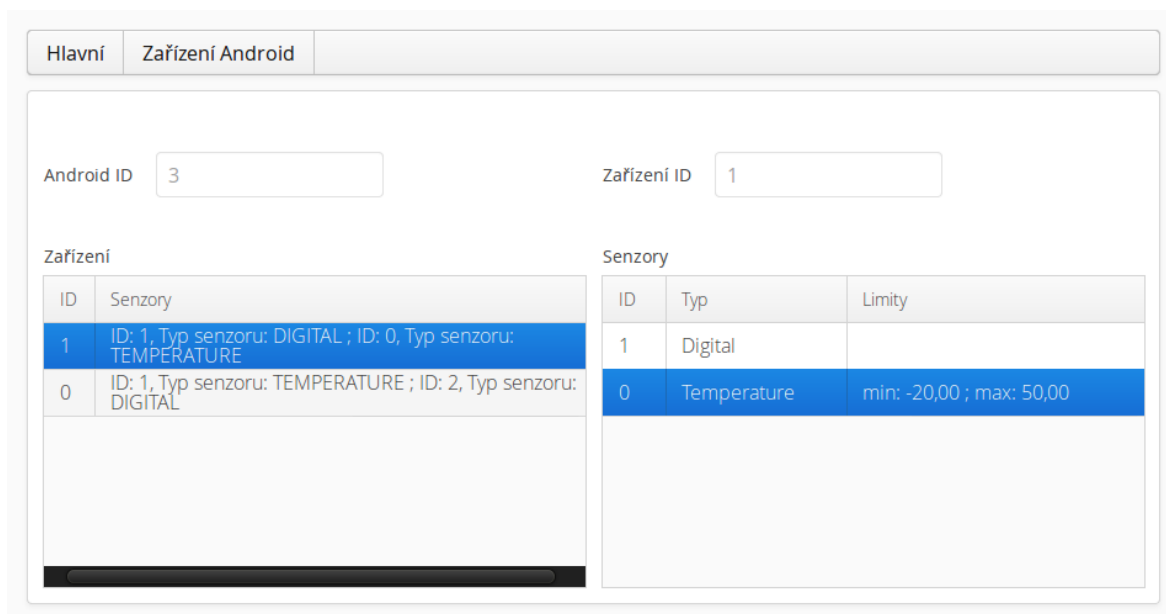 Hlavní Zařízení Android
Android ID 3
Zařízení ID 1
Zařízení
ID Senzory
1 ID: 1, Typ senzoru: DIGITAL ; ID: 0, Typ senzoru:
TEMPERATURE
0 ID: 1, Typ senzoru: TEMPERATURE ; ID: 2, Typ senzoru:
DIGITAL
Senzory
ID Typ Limity
1 Digital
0 Temperature min: -20,00 ; max: 50,00